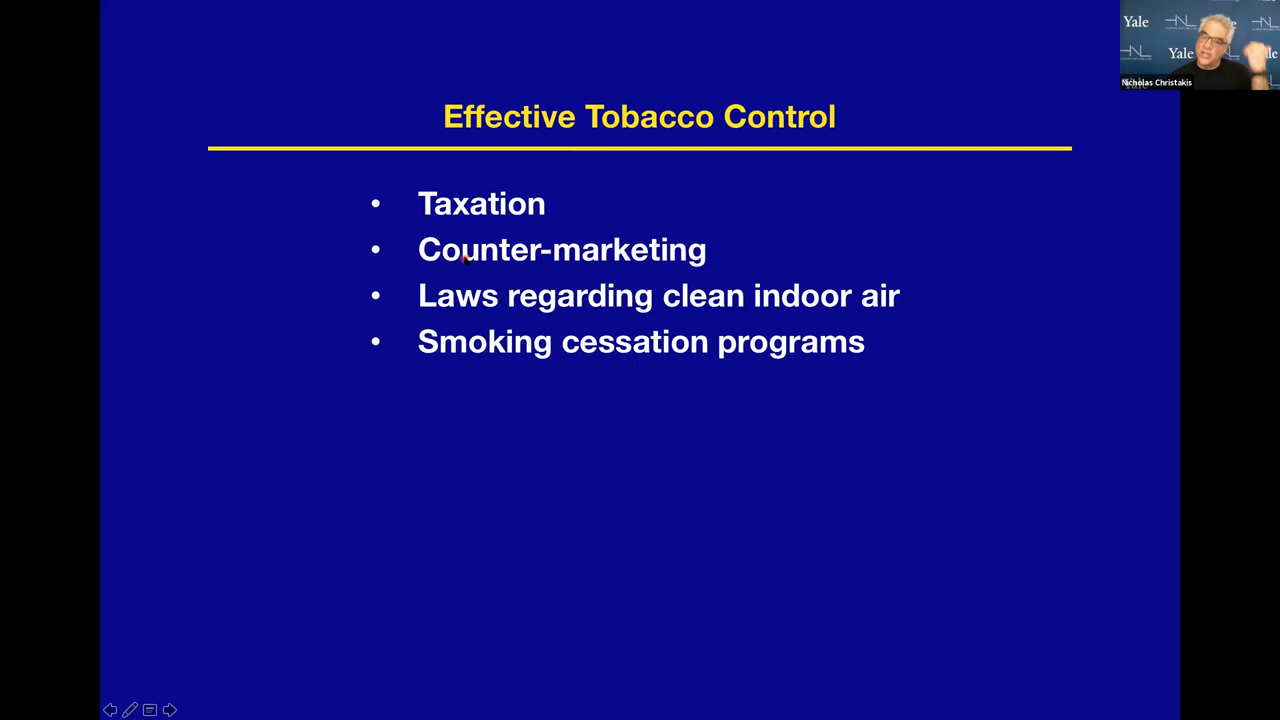 Effective Tobacco Control
• Taxation
• Counter-marketing
• Laws regarding clean indoor air
• Smoking cessation programs
Yale
Yale
Nicholas Christakis